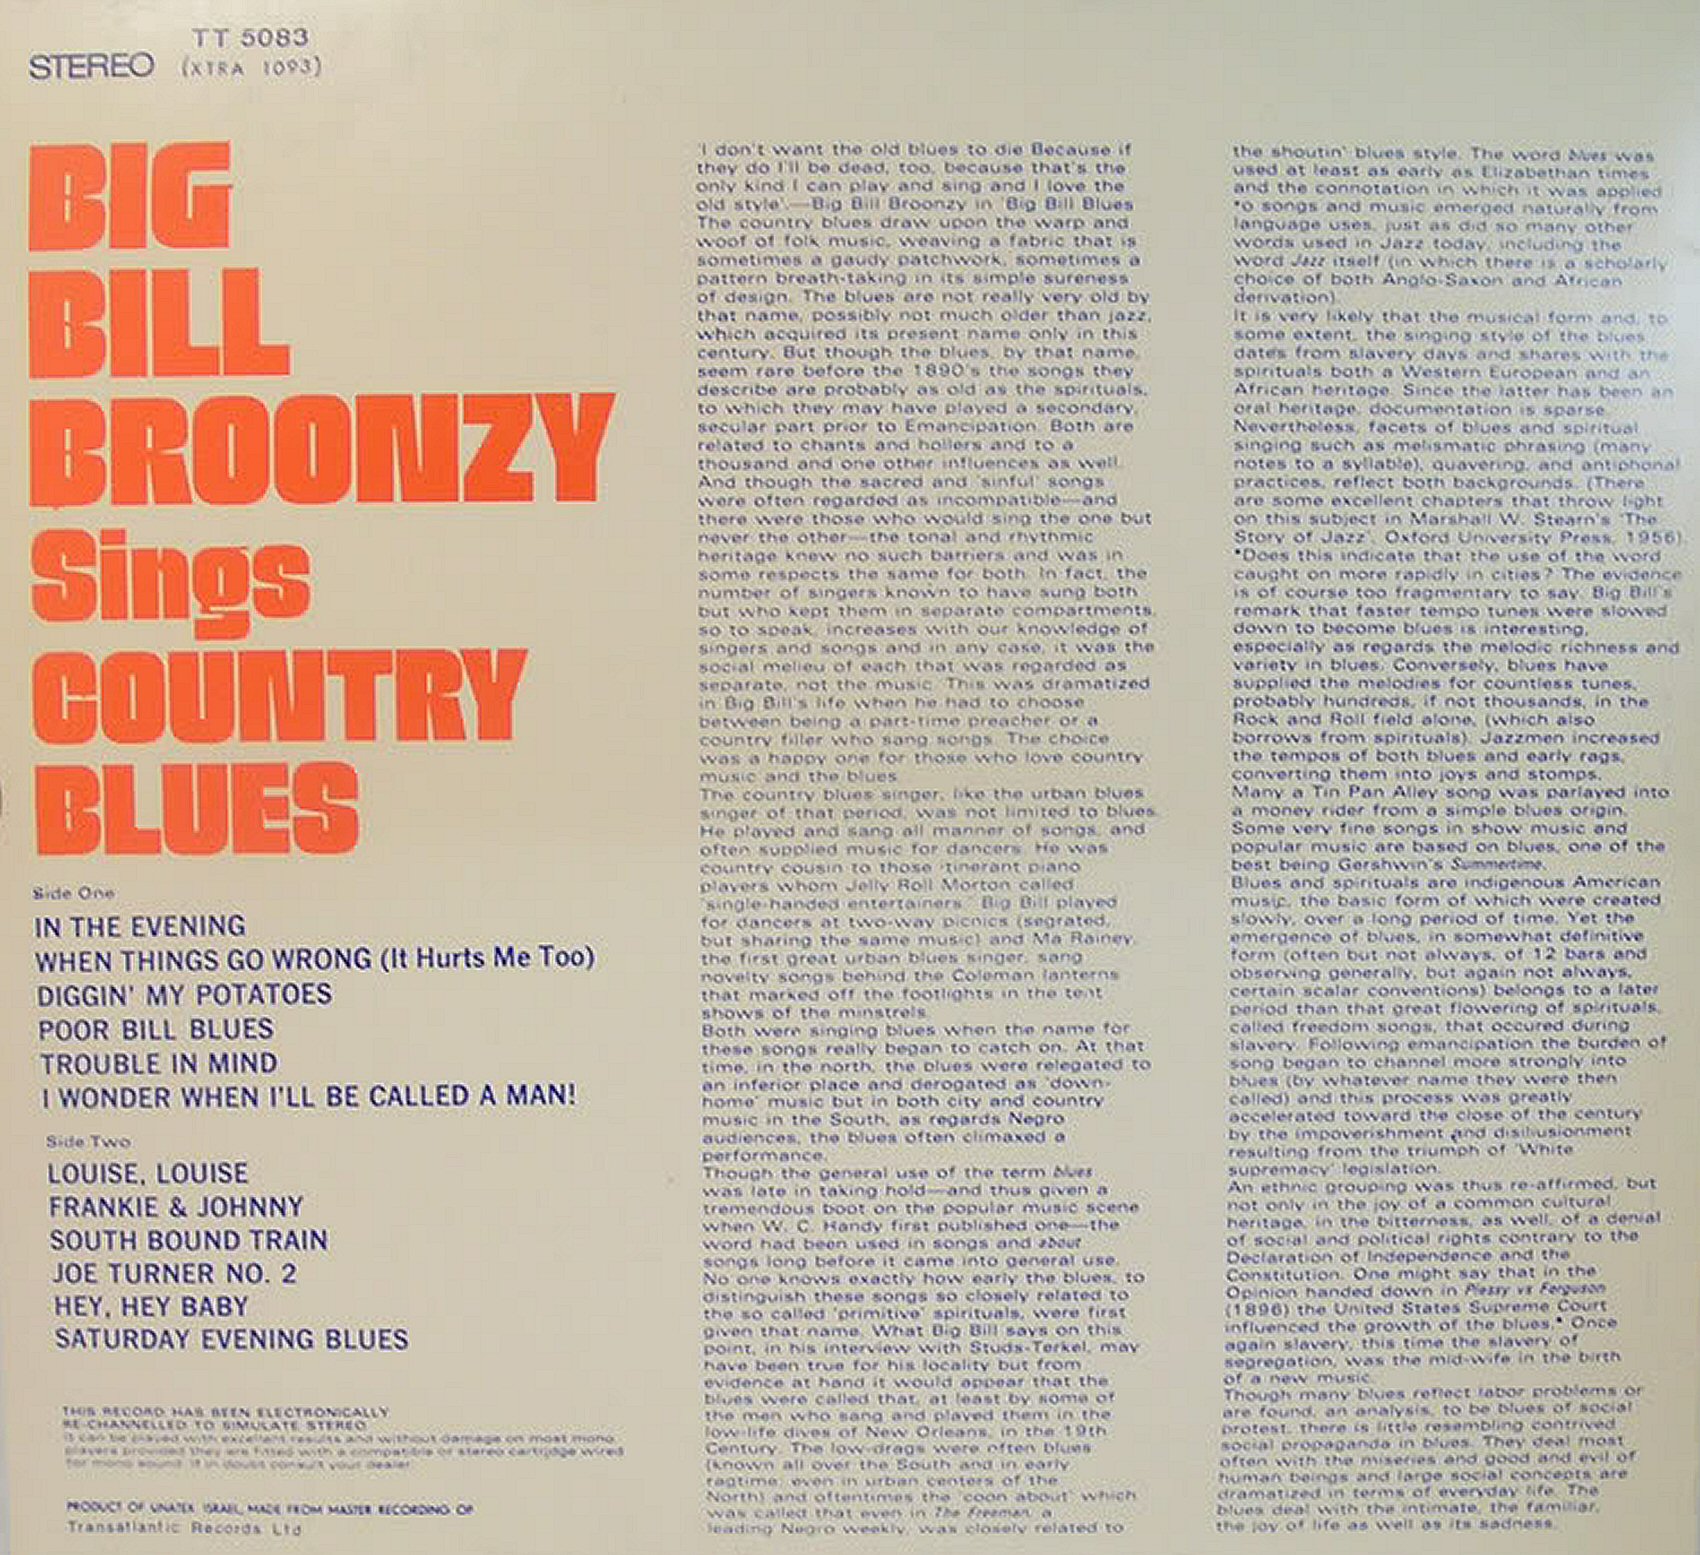 TT 5083
STEREO (XTRA 1093)
BIG
BILL
BROONZY
Sings
COUNTRY
BLUES
Side One
IN THE EVENING
WHEN THINGS GO WRONG (It Hurts Me Too)
DIGGIN' MY POTATOES
POOR BILL BLUES
TROUBLE IN MIND
I WONDER WHEN I'LL BE CALLED A MAN!
Side Two
LOUISE, LOUISE
FRANKIE & JOHNNY
SOUTH BOUND TRAIN
JOE TURNER NO. 2
HEY, HEY BABY
SATURDAY EVENING BLUES
THIS RECORD HAS BEEN ELECTRONICALLY
RE-CHANNELLED TO SIMULATE STEREO
It can be played with excellent results and without damage on most mono
players provided they are fitted with a compatible or stereo cartridge wired
for mono sound. If in doubt consult your dealer.
PRODUCT OF UNATEK ISRAEL, MADE FROM MASTER RECORDING OF
Transatlantic Records Ltd
'I don't want the old blues to die Because if
they do I'll be dead, too, because that's the
only kind I can play and sing and I love the
old style'.—Big Bill Broonzy in 'Big Bill Blues
The country blues draw upon the warp and
woof of folk music, weaving a fabric that is
sometimes a gaudy patchwork, sometimes a
pattern breath-taking in its simple sureness
of design. The blues are not really very old by
that name, possibly not much older than jazz,
which acquired its present name only in this
century. But though the blues, by that name,
seem rare before the 1890's the songs they
describe are probably as old as the spirituals,
to which they may have played a secondary,
secular part prior to Emancipation. Both are
related to chants and hollers and to a
thousand and one other influences as well.
And though the sacred and 'sinful' songs
were often regarded as incompatible—and
there were those who would sing the one but
never the other—the tonal and rhythmic
heritage knew no such barriers and was in
some respects the same for both. In fact, the
number of singers known to have sung both
but who kept them in separate compartments,
so to speak, increases with our knowledge of
singers and songs and in any case, it was the
social melieu of each that was regarded as
separate, not the music. This was dramatized
in Big Bill's life when he had to choose
between being a part-time preacher or a
country filler who sang songs. The choice
was a happy one for those who love country
music and the blues.
The country blues singer, like the urban blues
singer of that period, was not limited to blues.
He played and sang all manner of songs, and
often supplied music for dancers. He was
country cousin to those itinerant piano
players whom Jelly Roll Morton called
'single-handed entertainers.' Big Bill played
for dancers at two-way picnics (segrated,
but sharing the same music) and Ma Rainey,
the first great urban blues singer, sang
novelty songs behind the Coleman lanterns
that marked off the footlights in the tent
shows of the minstrels.
Both were singing blues when the name for
these songs really began to catch on. At that
time, in the north, the blues were relegated to
an inferior place and derogated as 'down-
home' music but in both city and country
music in the South, as regards Negro
audiences, the blues often climaxed a
performance.
Though the general use of the term blues
was late in taking hold—and thus given a
tremendous boot on the popular music scene
when W. C. Handy first published one—the
word had been used in songs and about
songs long before it came into general use.
No one knows exactly how early the blues, to
distinguish these songs so closely related to
the so called 'primitive' spirituals, were first
given that name. What Big Bill says on this
point, in his interview with Studs-Terkel, may
have been true for his locality but from
evidence at hand it would appear that the
blues were called that, at least by some of
the men who sang and played them in the
low-life dives of New Orleans, in the 19th
Century. The low-drags were often blues
(known all over the South and in early
ragtime, even in urban centers of the
North) and oftentimes the 'coon about' which
was called that even in The Freeman, a
leading Negro weekly, was closely related to
the shoutin' blues style. The word blues was
used at least as early as Elizabethan times
and the connotation in which it was applied
to songs and music emerged naturally from
language uses, just as did so many other
words used in Jazz today, including the
word Jazz itself (in which there is a scholarly
choice of both Anglo-Saxon and African
derivation).
It is very likely that the musical form and, to
some extent, the singing style of the blues
dates from slavery days and shares with the
spirituals both a Western European and an
African heritage. Since the latter has been an
oral heritage, documentation is sparse.
Nevertheless, facets of blues and spiritual
singing such as melismatic phrasing (many
notes to a syllable), quavering, and antiphonal
practices, reflect both backgrounds. (There
are some excellent chapters that throw light
on this subject in Marshall W. Stearn's 'The
Story of Jazz', Oxford University Press, 1956).
*Does this indicate that the use of the word
caught on more rapidly in cities? The evidence
is of course too fragmentary to say. Big Bill's
remark that faster tempo tunes were slowed
down to become blues is interesting,
especially as regards the melodic richness and
variety in blues. Conversely, blues have
supplied the melodies for countless tunes,
probably hundreds, if not thousands, in the
Rock and Roll field alone, (which also
borrows from spirituals). Jazzmen increased
the tempos of both blues and early rags,
converting them into joys and stomps.
Many a Tin Pan Alley song was parlayed into
a money rider from a simple blues origin.
Some very fine songs in show music and
popular music are based on blues, one of the
best being Gershwin's Summertime.
Blues and spirituals are indigenous American
music, the basic form of which were created
slowly, over a long period of time. Yet the
emergence of blues, in somewhat definitive
form (often but not always, of 12 bars and
observing generally, but again not always,
certain scalar conventions) belongs to a later
period than that great flowering of spirituals,
called freedom songs, that occured during
slavery. Following emancipation the burden of
song began to channel more strongly into
blues (by whatever name they were then
called) and this process was greatly
accelerated toward the close of the century
by the impoverishment and disillusionment
resulting from the triumph of 'White
supremacy' legislation.
An ethnic grouping was thus re-affirmed, but
not only in the joy of a common cultural
heritage, in the bitterness, as well, of a denial
of social and political rights contrary to the
Declaration of Independence and the
Constitution. One might say that in the
Opinion handed down in Plessy vs Ferguson
(1896) the United States Supreme Court
influenced the growth of the blues.* Once
again slavery, this time the slavery of
segregation, was the mid-wife in the birth
of a new music.
Though many blues reflect labor problems or
are found, an analysis, to be blues of social
protest, there is little resembling contrived
social propaganda in blues. They deal most
often with the miseries and good and evil of
human beings and large social concepts are
dramatized in terms of everyday life. The
blues deal with the intimate, the familiar,
the joy of life as well as its sadness.